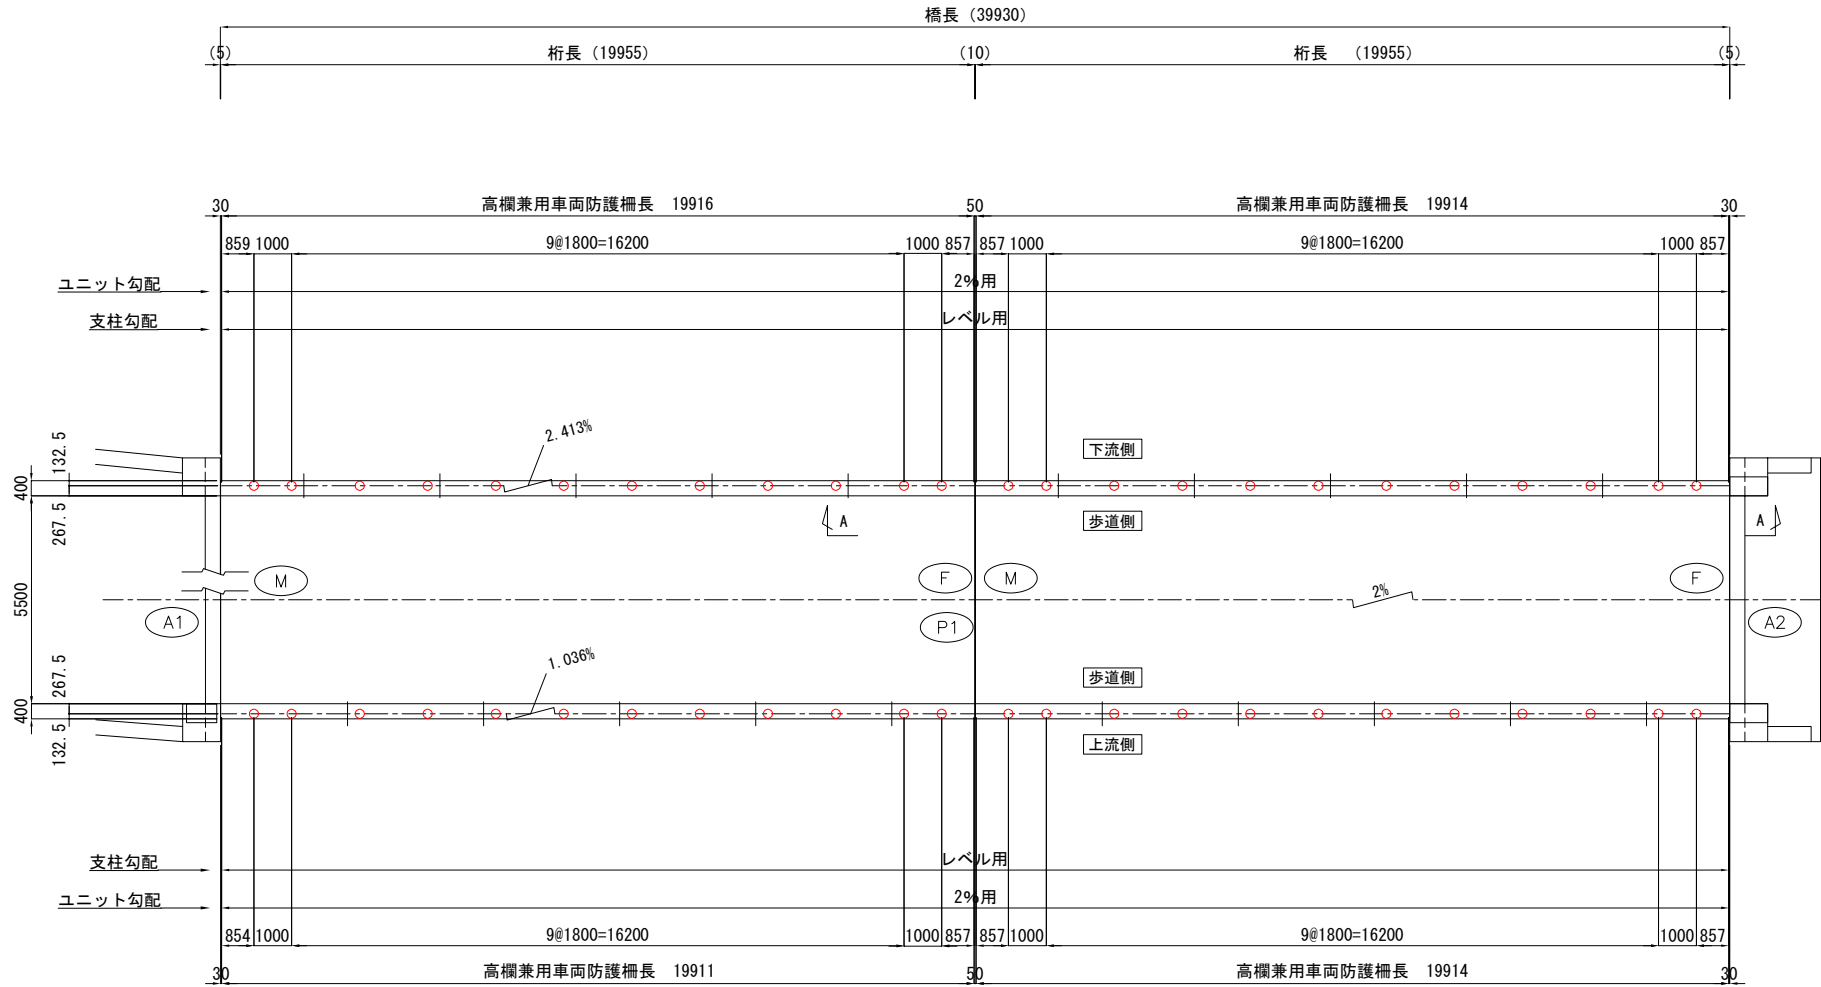 橋長 (39930)
(5) 桁長 (19955) (10) 桁長 (19955) (5)
30 高欄兼用車両防護柵長 19916 50 高欄兼用車両防護柵長 19914 30
859 1000 9@1800=16200 1000 857 857 1000 9@1800=16200 1000 857
ユニット勾配 2%用
支柱勾配 レベル用
2.413%
下流側
132.5
400
267.5
A 歩道側 A
M F M F
5500
2%
A1 P1 A2
1.036%
267.5
歩道側
400
132.5
上流側
支柱勾配 レベル用
ユニット勾配 2%用
854 1000 9@1800=16200 1000 857 857 1000 9@1800=16200 1000 857
30 高欄兼用車両防護柵長 19911 50 高欄兼用車両防護柵長 19914 30